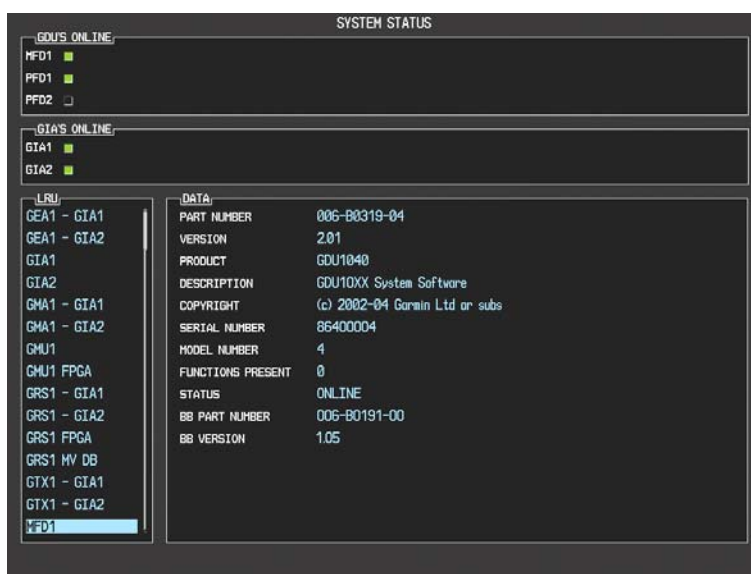 SYSTEM STATUS
GDU'S ONLINE
MFD1
PFD1
PFD2
GIA'S ONLINE
GIA1
GIA2
LRU
GEA1 - GIA1
GEA1 - GIA2
GIA1
GIA2
GMA1 - GIA1
GMA1 - GIA2
GMU1
GMU1 FPGA
GRS1 - GIA1
GRS1 - GIA2
GRS1 FPGA
GRS1 MV DB
GTX1 - GIA1
GTX1 - GIA2
MFD1
DATA
PART NUMBER 006-B0319-04
VERSION 2.01
PRODUCT GDU1040
DESCRIPTION GDU10XX System Software
COPYRIGHT (c) 2002-04 Garmin Ltd or subs
SERIAL NUMBER 86400004
MODEL NUMBER 4
FUNCTIONS PRESENT 0
STATUS ONLINE
BB PART NUMBER 006-B0191-00
BB VERSION 1.05